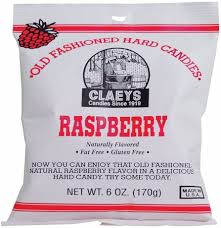 OLD FASHIONED HARD CANDIES
CLAEYS
Candies Since 1919
RASPBERRY
Naturally Flavored
• Fat Free • Gluten Free •
NOW YOU CAN ENJOY THAT OLD FASHIONED
NATURAL RASPBERRY FLAVOR IN A DELICIOUS
HARD CANDY. TRY SOME TODAY.
NET WT. 6 OZ. (170g)
MADE IN
U.S.A.